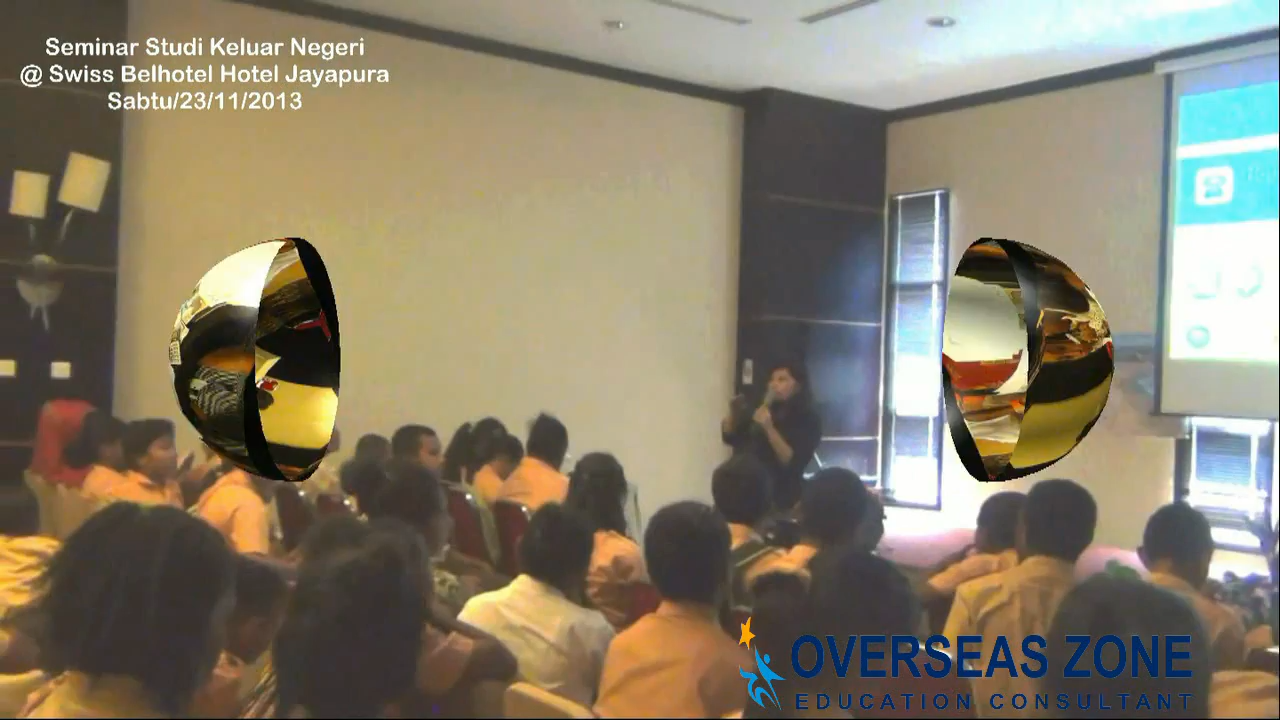 Seminar Studi Keluar Negeri
@ Swiss Belhotel Hotel Jayapura
Sabtu/23/11/2013
OVERSEAS ZONE
EDUCATION CONSULTANT